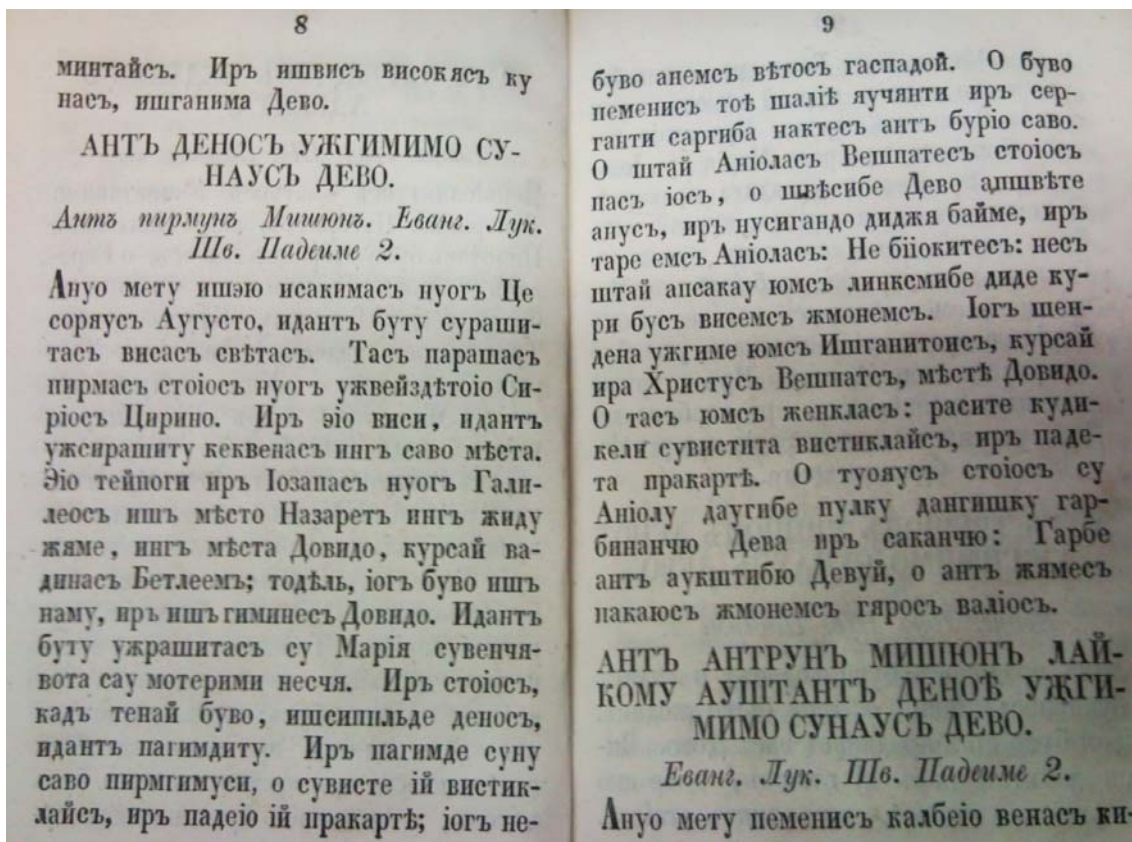 8
минтайсъ. Иръ ишвисъ високясъ ку
насъ, ишганима Дево.
АНТЪ ДЕНОСЪ УЖГИМИМО СУ-
НАУСЪ ДЕВО.
Антъ пирмунъ Мишюнъ. Еванг. Лук.
Шв. Падеиме 2.
Ануо мету ишэю исакимасъ нуогъ Це
соряусъ Аугусто, идантъ буту сураши-
тасъ висасъ свѣтасъ. Тасъ парашасъ
пирмасъ стоіосъ нуогъ ужвейздѣтоіо Си-
ріосъ Цирино. Иръ эіо виси, идантъ
ужсирашиту кеквенасъ ингъ саво мѣста.
Эіо тейпоги иръ Іозапасъ нуогъ Гали-
леосъ ишъ мѣсто Назаретъ ингъ жиду
жяме, ингъ мѣста Довидо, курсай ва-
динасъ Бетлеемъ; тодѣль, іогъ буво ишъ
наму, иръ ишъ гиминесъ Довидо. Идантъ
буту ужрашитасъ су Марія сувенчя-
вота сау мотерими несчя. Иръ стоіосъ,
кадъ тенай буво, ишсипильде деносъ,
идантъ пагимдиту. Иръ пагимде суну
саво пирмгимуси, о сувисте ій вистик-
лайсъ, иръ падеіо ій пракартѣ; іогъ не-
9
буво анемсъ вѣтосъ гаспадой. О буво
пеменисъ тоѣ шаліѣ яучянти иръ сер-
ганти саргиба нактесъ антъ буріо саво.
О штай Аніоласъ Вешпатесъ стоіосъ
пасъ іосъ, о швѣсибе Дево апшвѣте
анусъ, иръ нусигандо диджя байме, иръ
таре емсъ Аніоласъ: Не бііокитесъ: несъ
штай апсакау юмсъ линксмибе диде ку-
ри бусъ висемсъ жмонемсъ. Іогъ шен-
дена ужгиме юмсъ Ишганитоисъ, курсай
ира Христусъ Вешпатсъ, мѣстѣ Довидо.
О тасъ юмсъ женкласъ: расите куди-
кели сувистита вистиклайсъ, иръ паде-
та пракартѣ. О туояусъ стоіосъ су
Аніолу даугибе пулку дангишку гар-
бинанчю Дева иръ саканчю: Гарбе
антъ аукштибю Девуй, о антъ жямесъ
пакаюсъ жмонемсъ гяросъ валіосъ.
АНТЪ АНТРУНЪ МИШЮНЪ ЛАЙ-
КОМУ АУШТАНТЪ ДЕНОѢ УЖГИ-
МИМО СУНАУСЪ ДЕВО.
Еванг. Лук. Шв. Падеиме 2.
Ануо мету пеменисъ калбеіо венасъ ки-